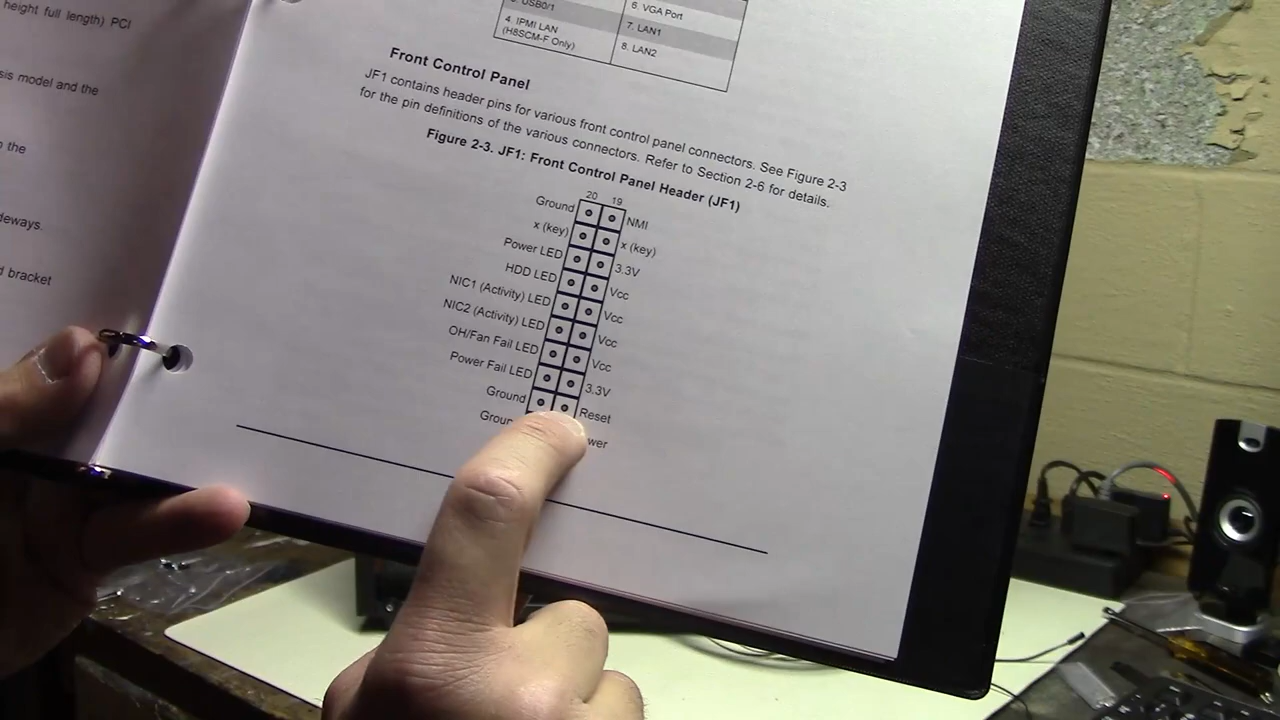 height full length) PCI
sis model and the
the
deways.
bracket
USB0/1
4. IPMI LAN
(H8SCM-F Only)
6. VGA Port
7. LAN1
8. LAN2
Front Control Panel
JF1 contains header pins for various front control panel connectors. See Figure 2-3
for the pin definitions of the various connectors. Refer to Section 2-6 for details.
Figure 2-3. JF1: Front Control Panel Header (JF1)
20 19
Ground NMI
x (key) x (key)
Power LED 3.3V
HDD LED Vcc
NIC1 (Activity) LED Vcc
NIC2 (Activity) LED Vcc
OH/Fan Fail LED Vcc
Power Fail LED 3.3V
Ground Reset
Groun wer